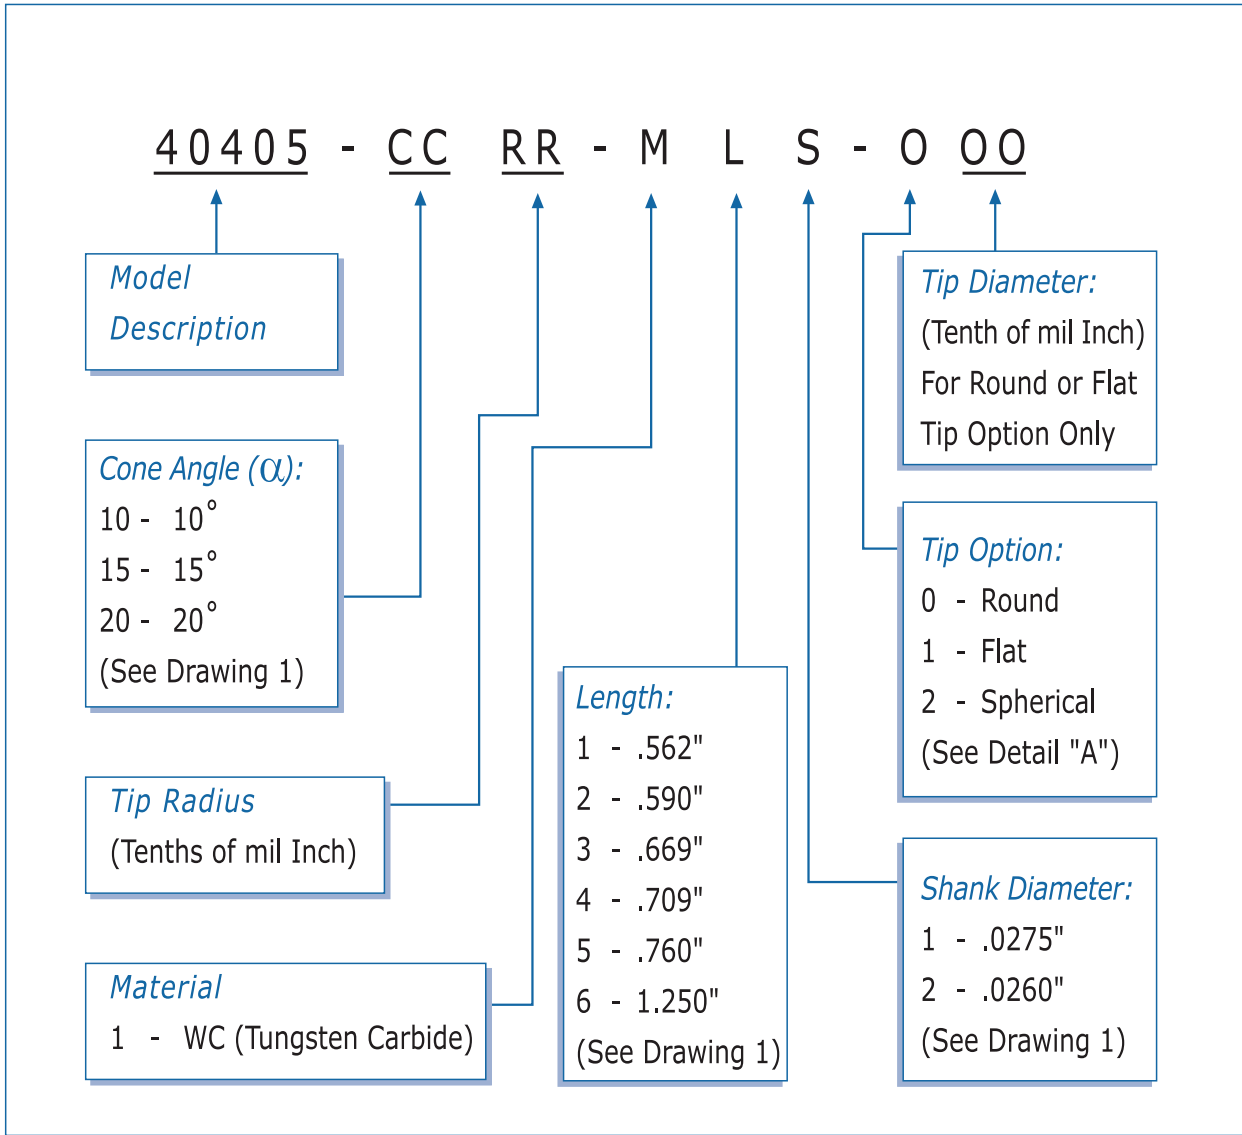 40405 - CC RR - M L S - O OO
Model
Description
Cone Angle (α):
10 - 10°
15 - 15°
20 - 20°
(See Drawing 1)
Tip Radius
(Tenths of mil Inch)
Material
1 - WC (Tungsten Carbide)
Length:
1 - .562"
2 - .590"
3 - .669"
4 - .709"
5 - .760"
6 - 1.250"
(See Drawing 1)
Tip Diameter:
(Tenth of mil Inch)
For Round or Flat
Tip Option Only
Tip Option:
0 - Round
1 - Flat
2 - Spherical
(See Detail "A")
Shank Diameter:
1 - .0275"
2 - .0260"
(See Drawing 1)